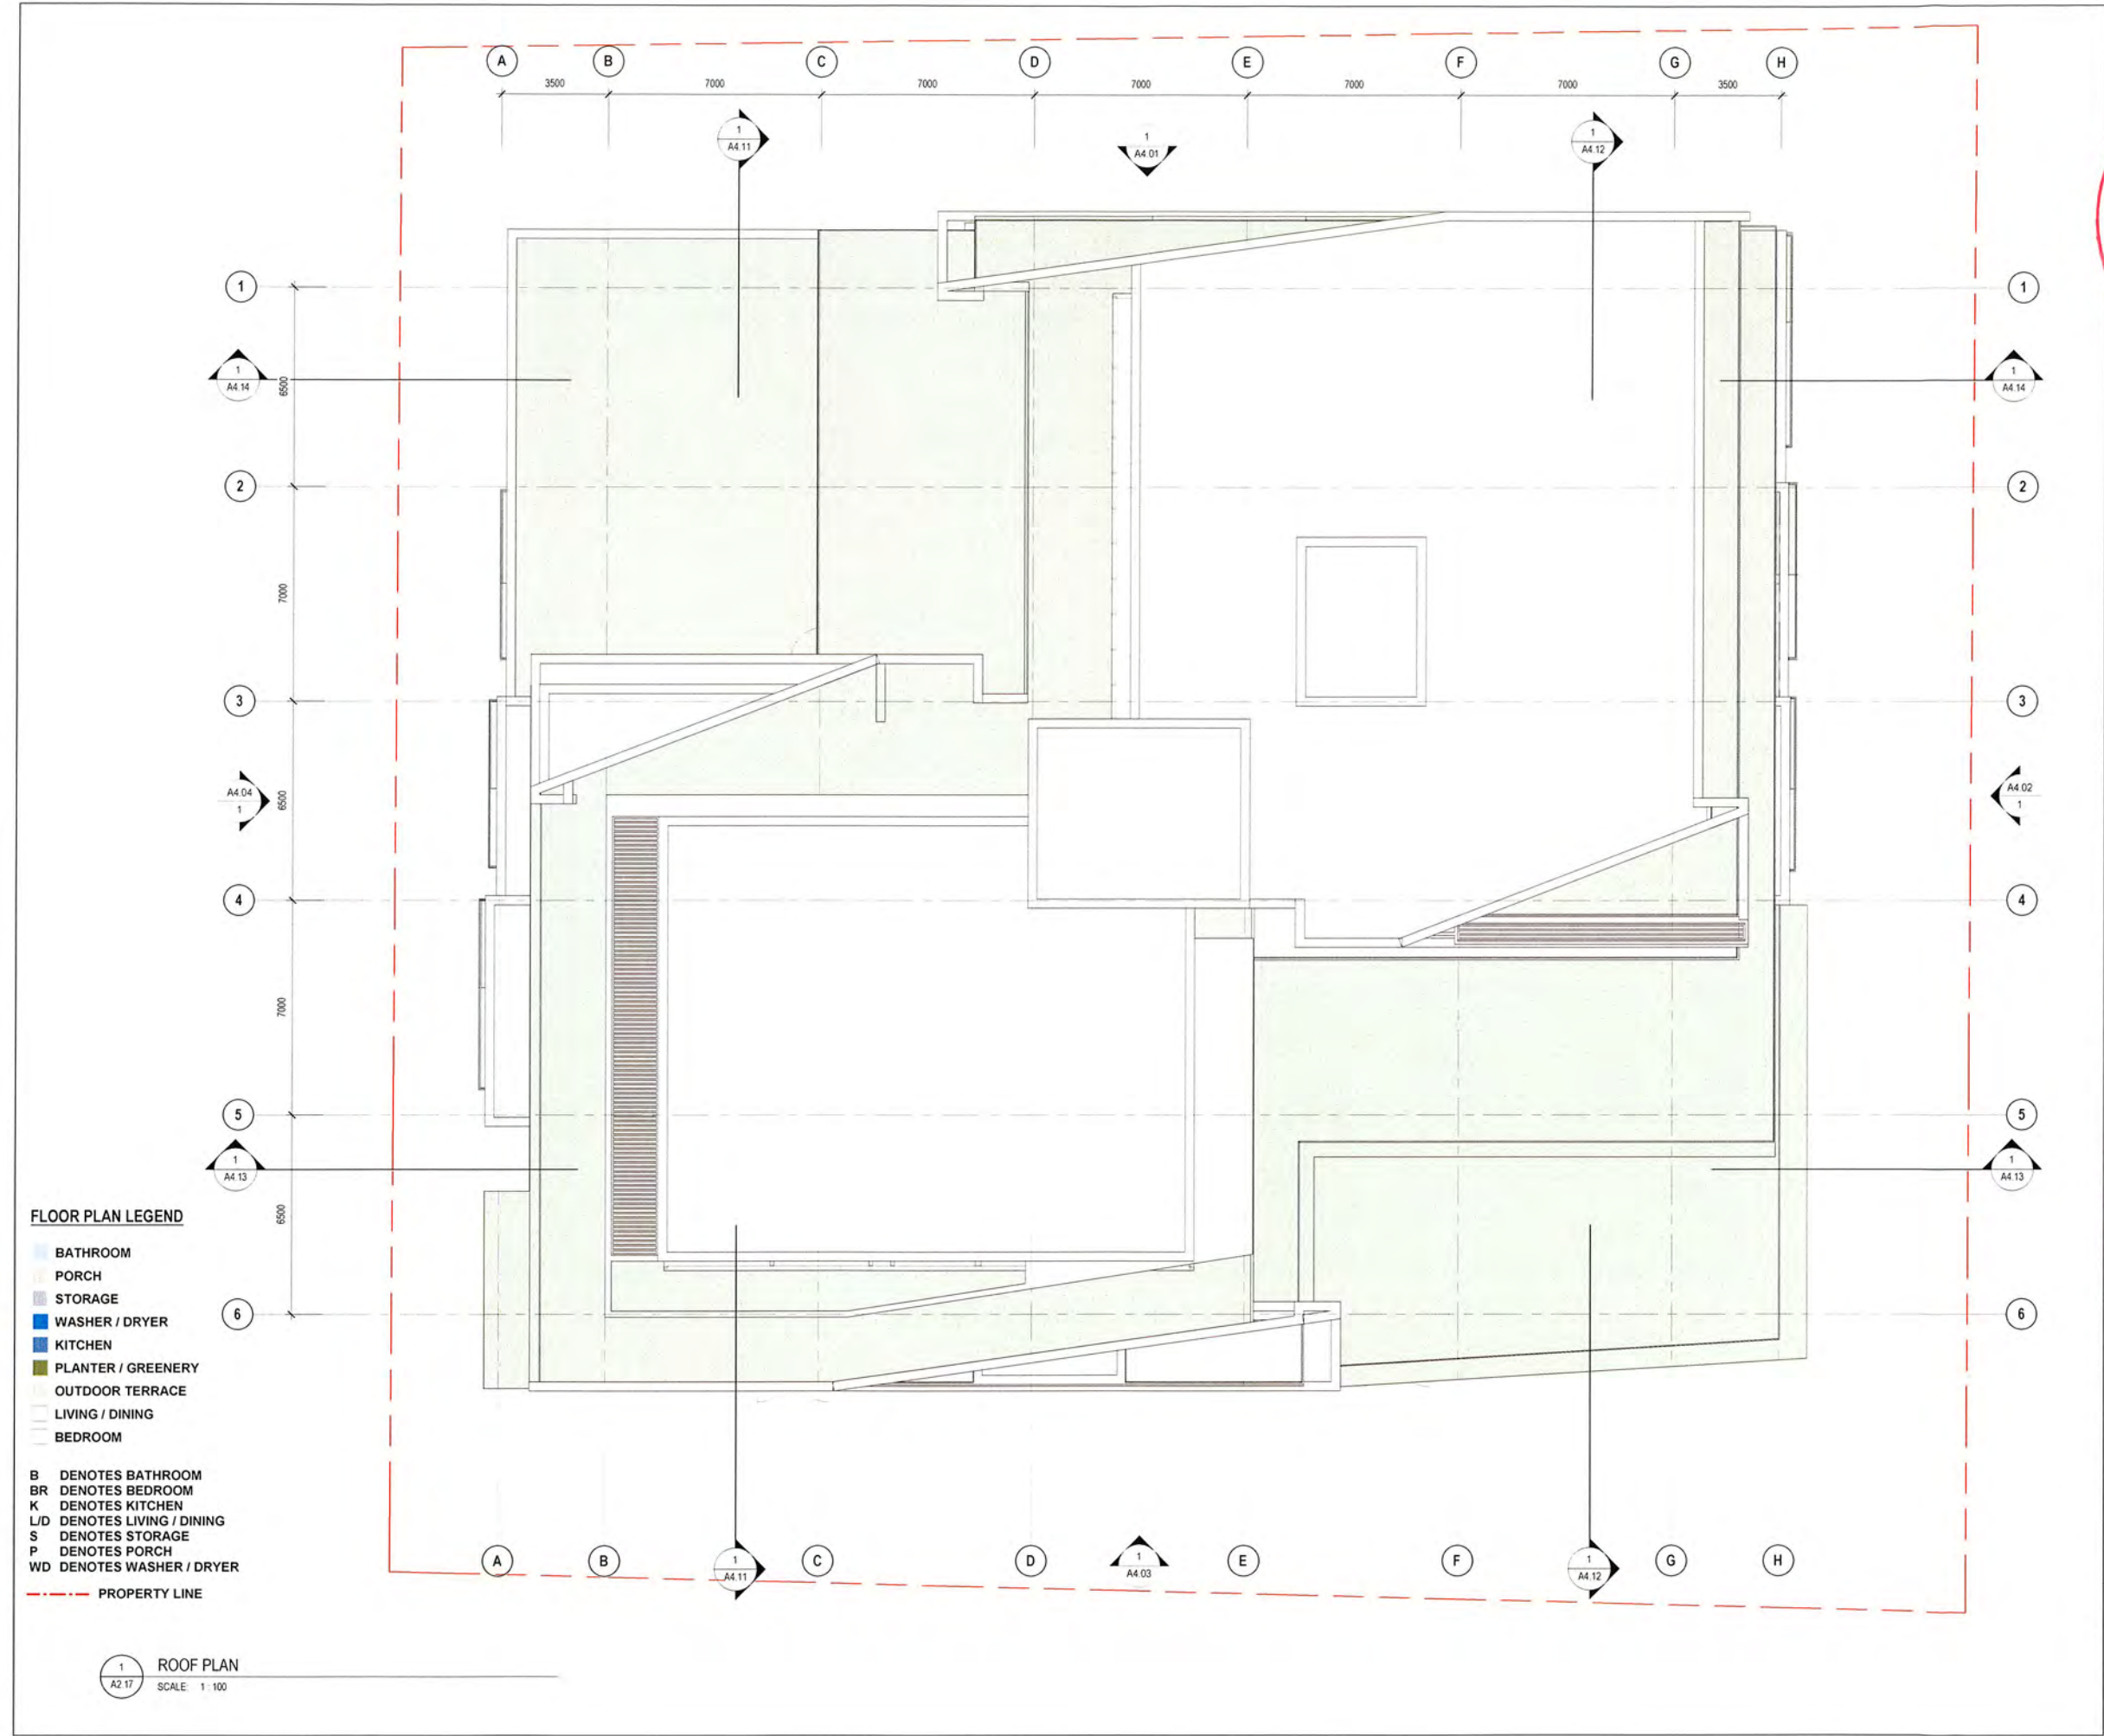 A B C D E F G H
3500 7000 7000 7000 7000 7000 3500
1 A4.11
1 A4.01
1 A4.12
1 1
1 A4.14
6500
1 A4.14
2 2
7000
3 3
A4.04 1
6500
A4.02 1
4 4
7000
5 5
1 A4.13
1 A4.13
6500
6 6
FLOOR PLAN LEGEND
BATHROOM
PORCH
STORAGE
WASHER / DRYER
KITCHEN
PLANTER / GREENERY
OUTDOOR TERRACE
LIVING / DINING
BEDROOM
B DENOTES BATHROOM
BR DENOTES BEDROOM
K DENOTES KITCHEN
L/D DENOTES LIVING / DINING
S DENOTES STORAGE
P DENOTES PORCH
WD DENOTES WASHER / DRYER
PROPERTY LINE
A B C D E F G H
1 A4.11
1 A4.03
1 A4.12
1 A2.17
ROOF PLAN
SCALE: 1 : 100